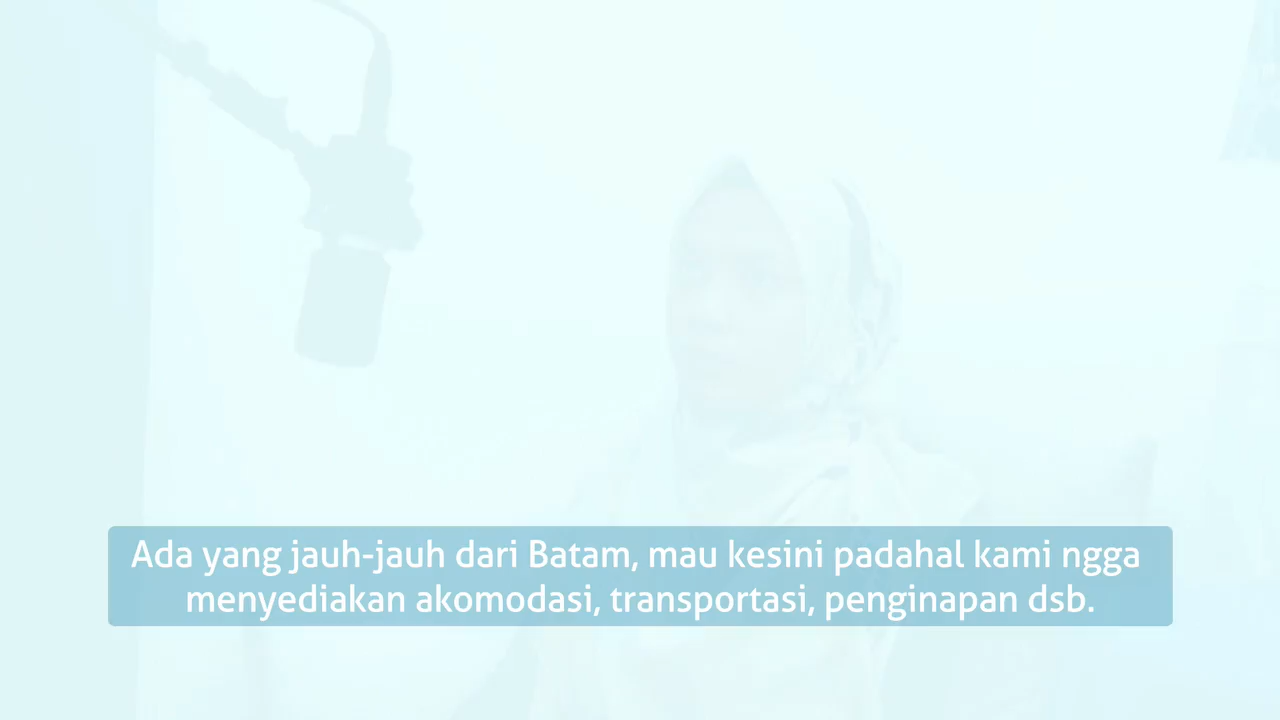 Ada yang jauh-jauh dari Batam, mau kesini padahal kami ngga
menyediakan akomodasi, transportasi, penginapan dsb.